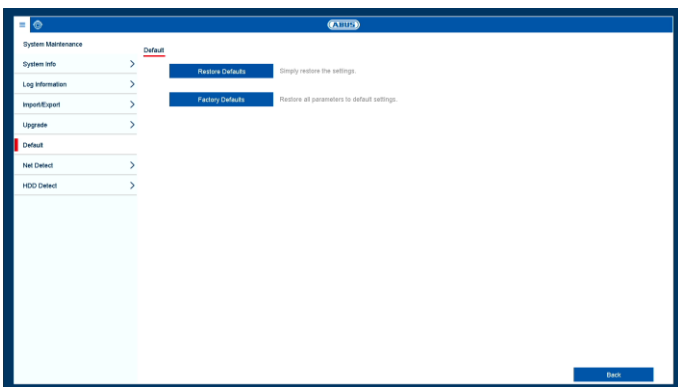 ABUS
System Maintenance
Default
System Info
Restore Defaults
Simply restore the settings.
Log Information
Import/Export
Factory Defaults
Restore all parameters to default settings.
Upgrade
Default
Net Detect
HDD Detect
Back